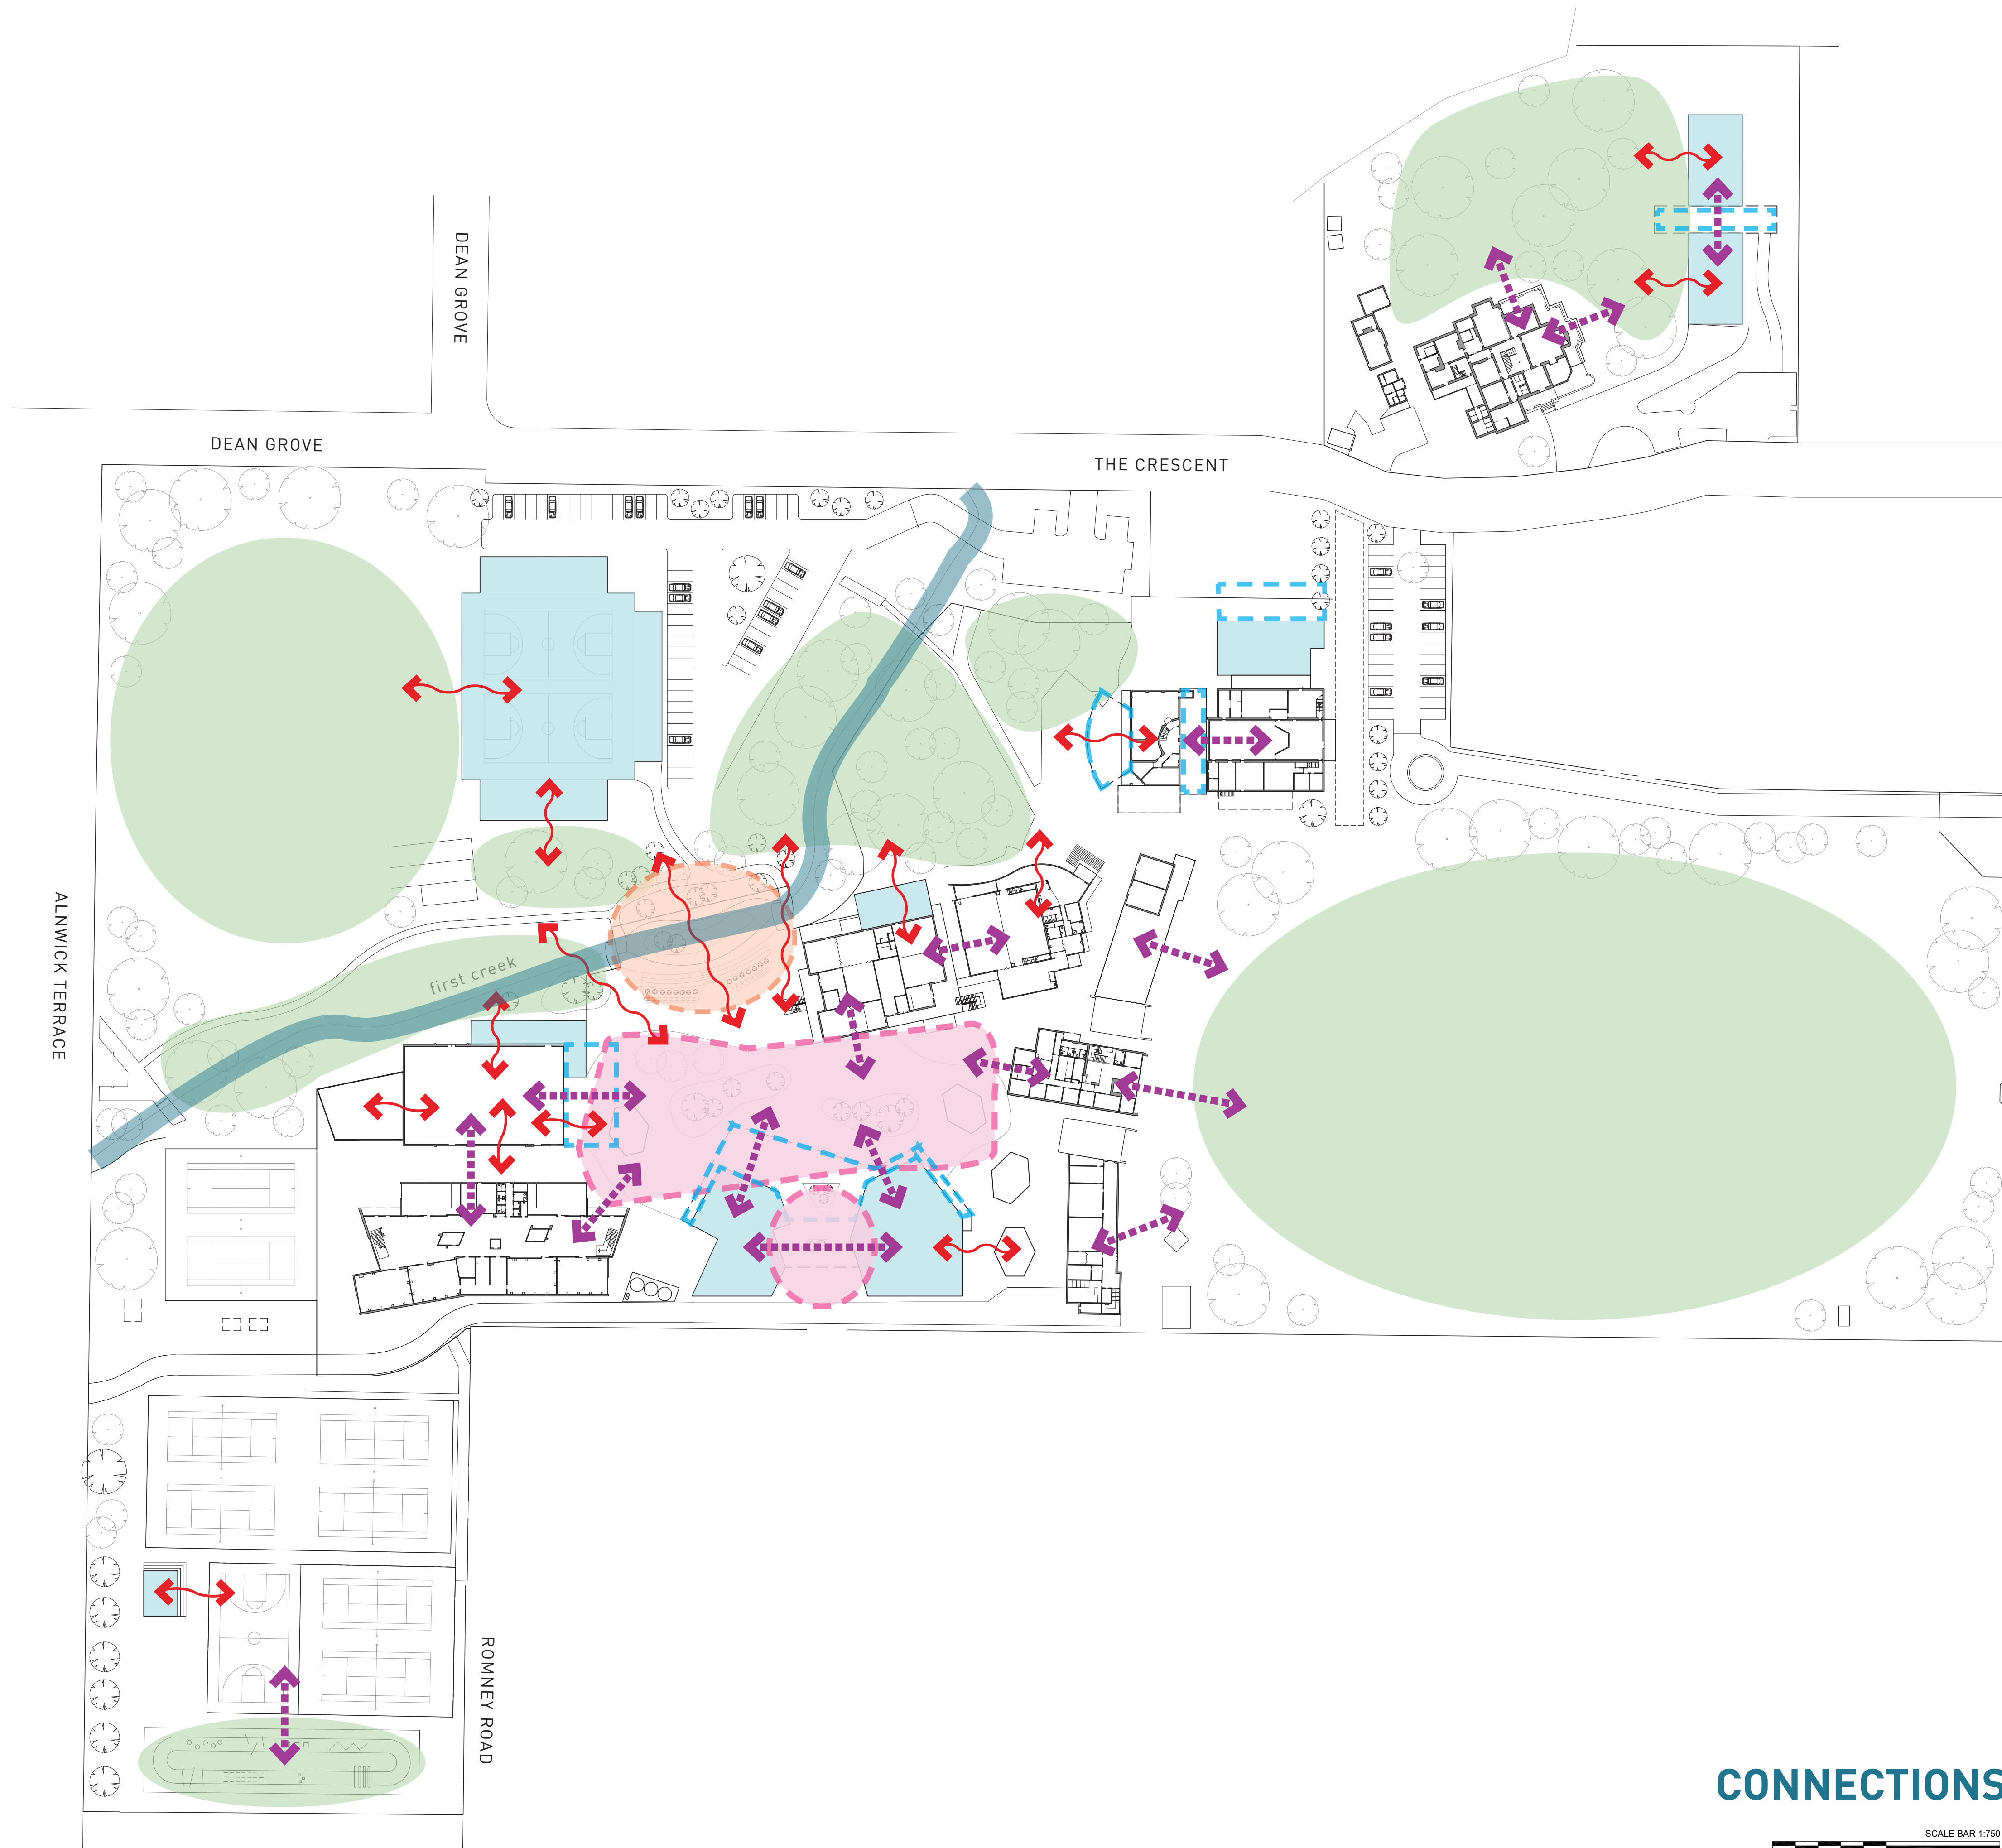 DEAN GROVE
DEAN GROVE
THE CRESCENT
ALNWICK TERRACE
first creek
ROMNEY ROAD
CONNECTIONS
SCALE BAR 1:750